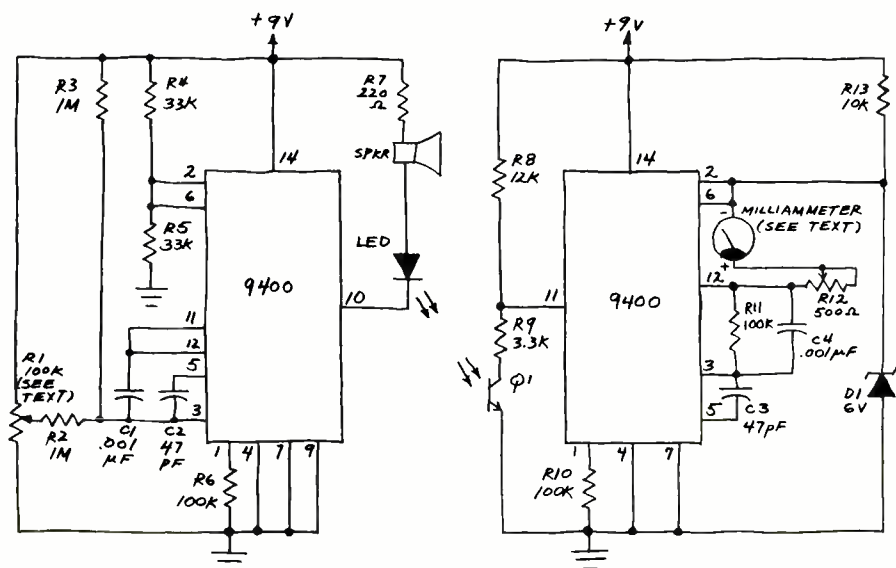 +9V
R3
1M
R4
33K
R7
220
Ω
SPKR
14
2
6
R5
33K
LED
9400
10
11
12
5
3
R1
100K
(SEE
TEXT)
R2
1M
C1
.001
μF
C2
47
PF
1
4
7
9
R6
100K
+9V
R13
10K
R8
12K
14
2
6
-
MILLIAMMETER
(SEE TEXT)
+
12
R12
500Ω
11
9400
R11
100K
C4
.001μF
R9
3.3K
Q1
3
5
C3
47pF
D1
6V
1
4
7
R10
100K